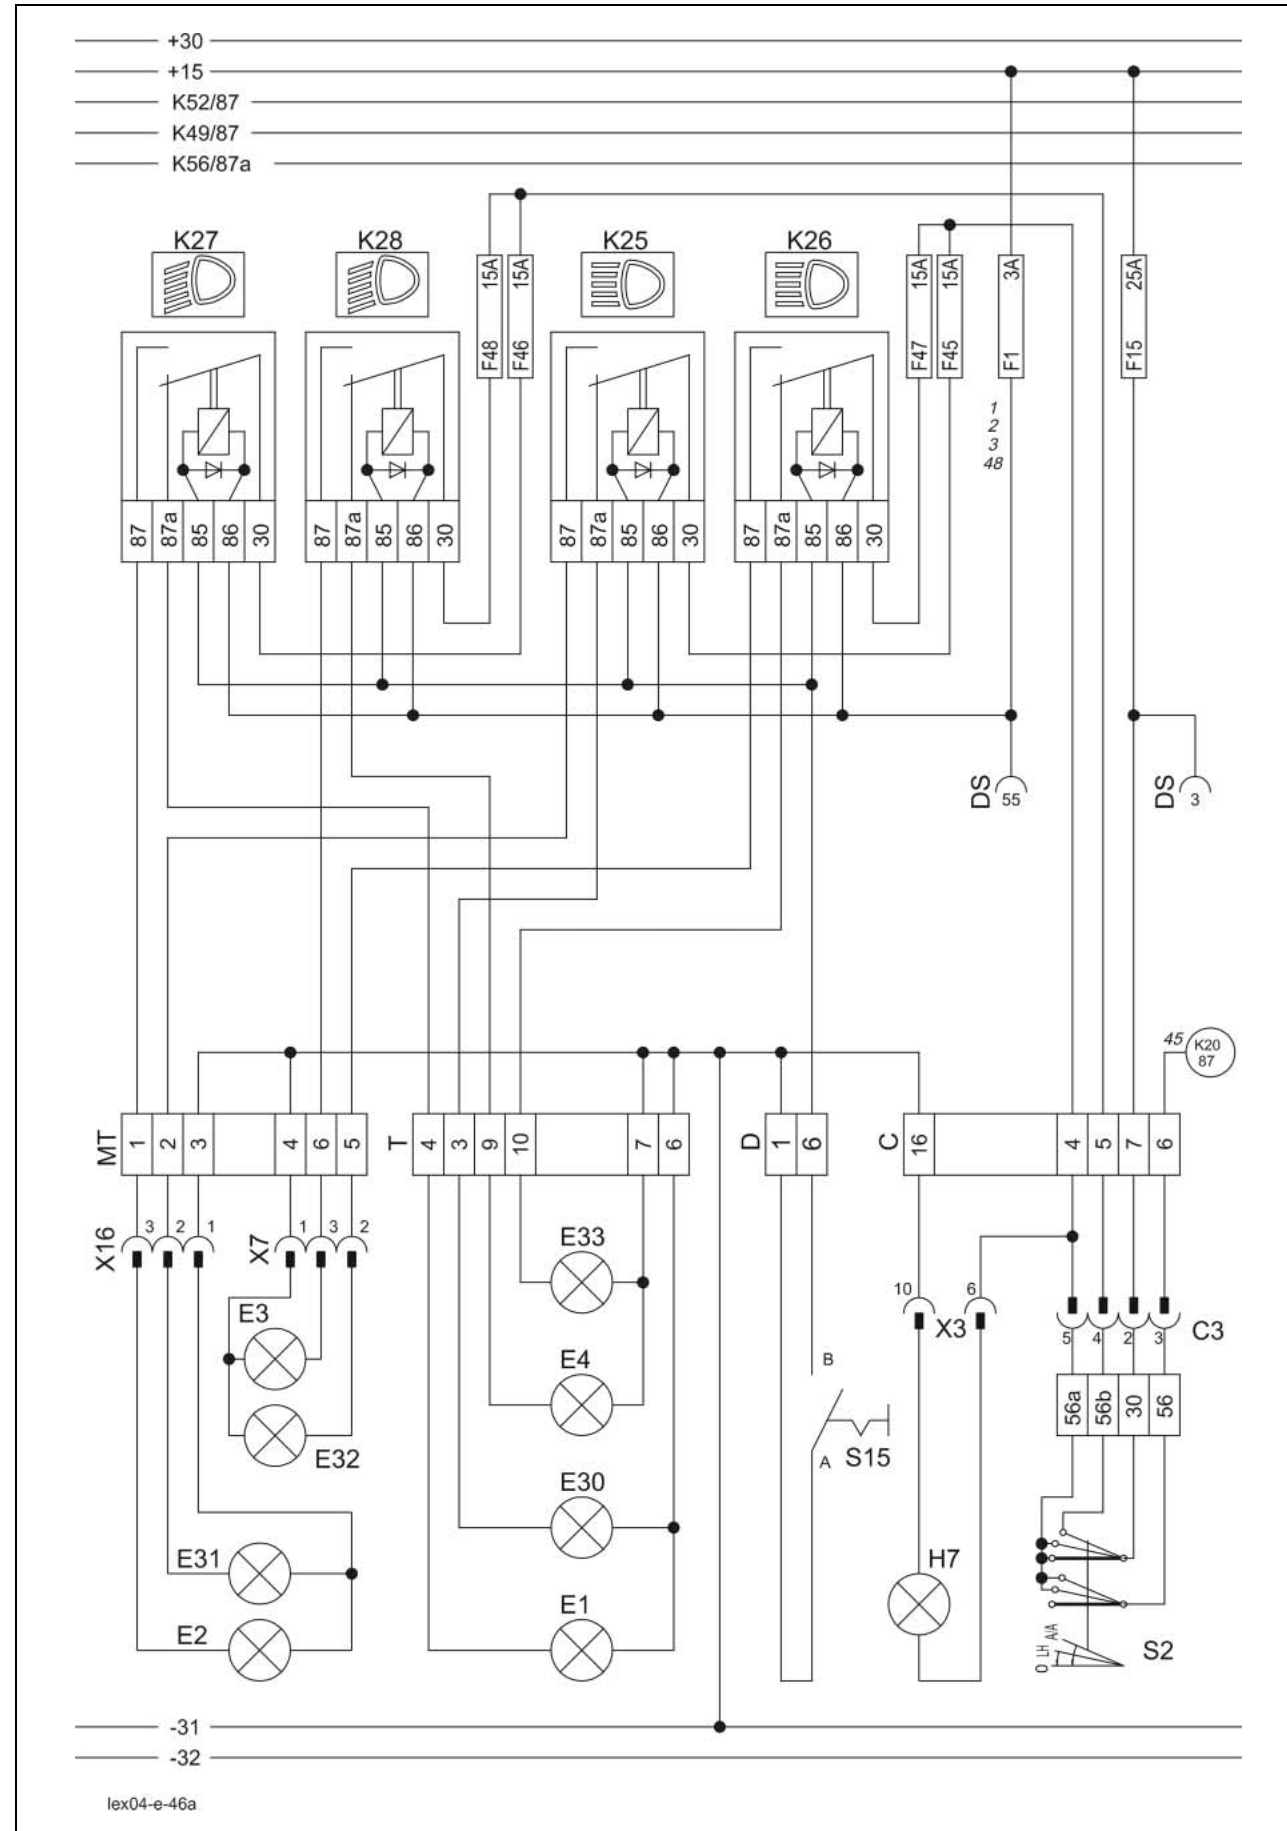 +30
+15
K52/87
K49/87
K56/87a
K27
K28
K25
K26
15A
F48
15A
F46
15A
F47
15A
F45
3A
F1
25A
F15
1
2
3
48
87 87a 85 86 30
87 87a 85 86 30
87 87a 85 86 30
87 87a 85 86 30
DS
55
DS
3
45
K20
87
MT 1 2 3 4 6 5
T 4 3 9 10 7 6
D 1 6
C 16 4 5 7 6
X16 3 2 1
X7 1 3 2
E33
10 6
X3
E3
5 4 2 3 C3
E4
B
56a 56b 30 56
E32
A S15
E30
E31
H7
E1
E2
0 LH A/A
S2
-31
-32
lex04-e-46a